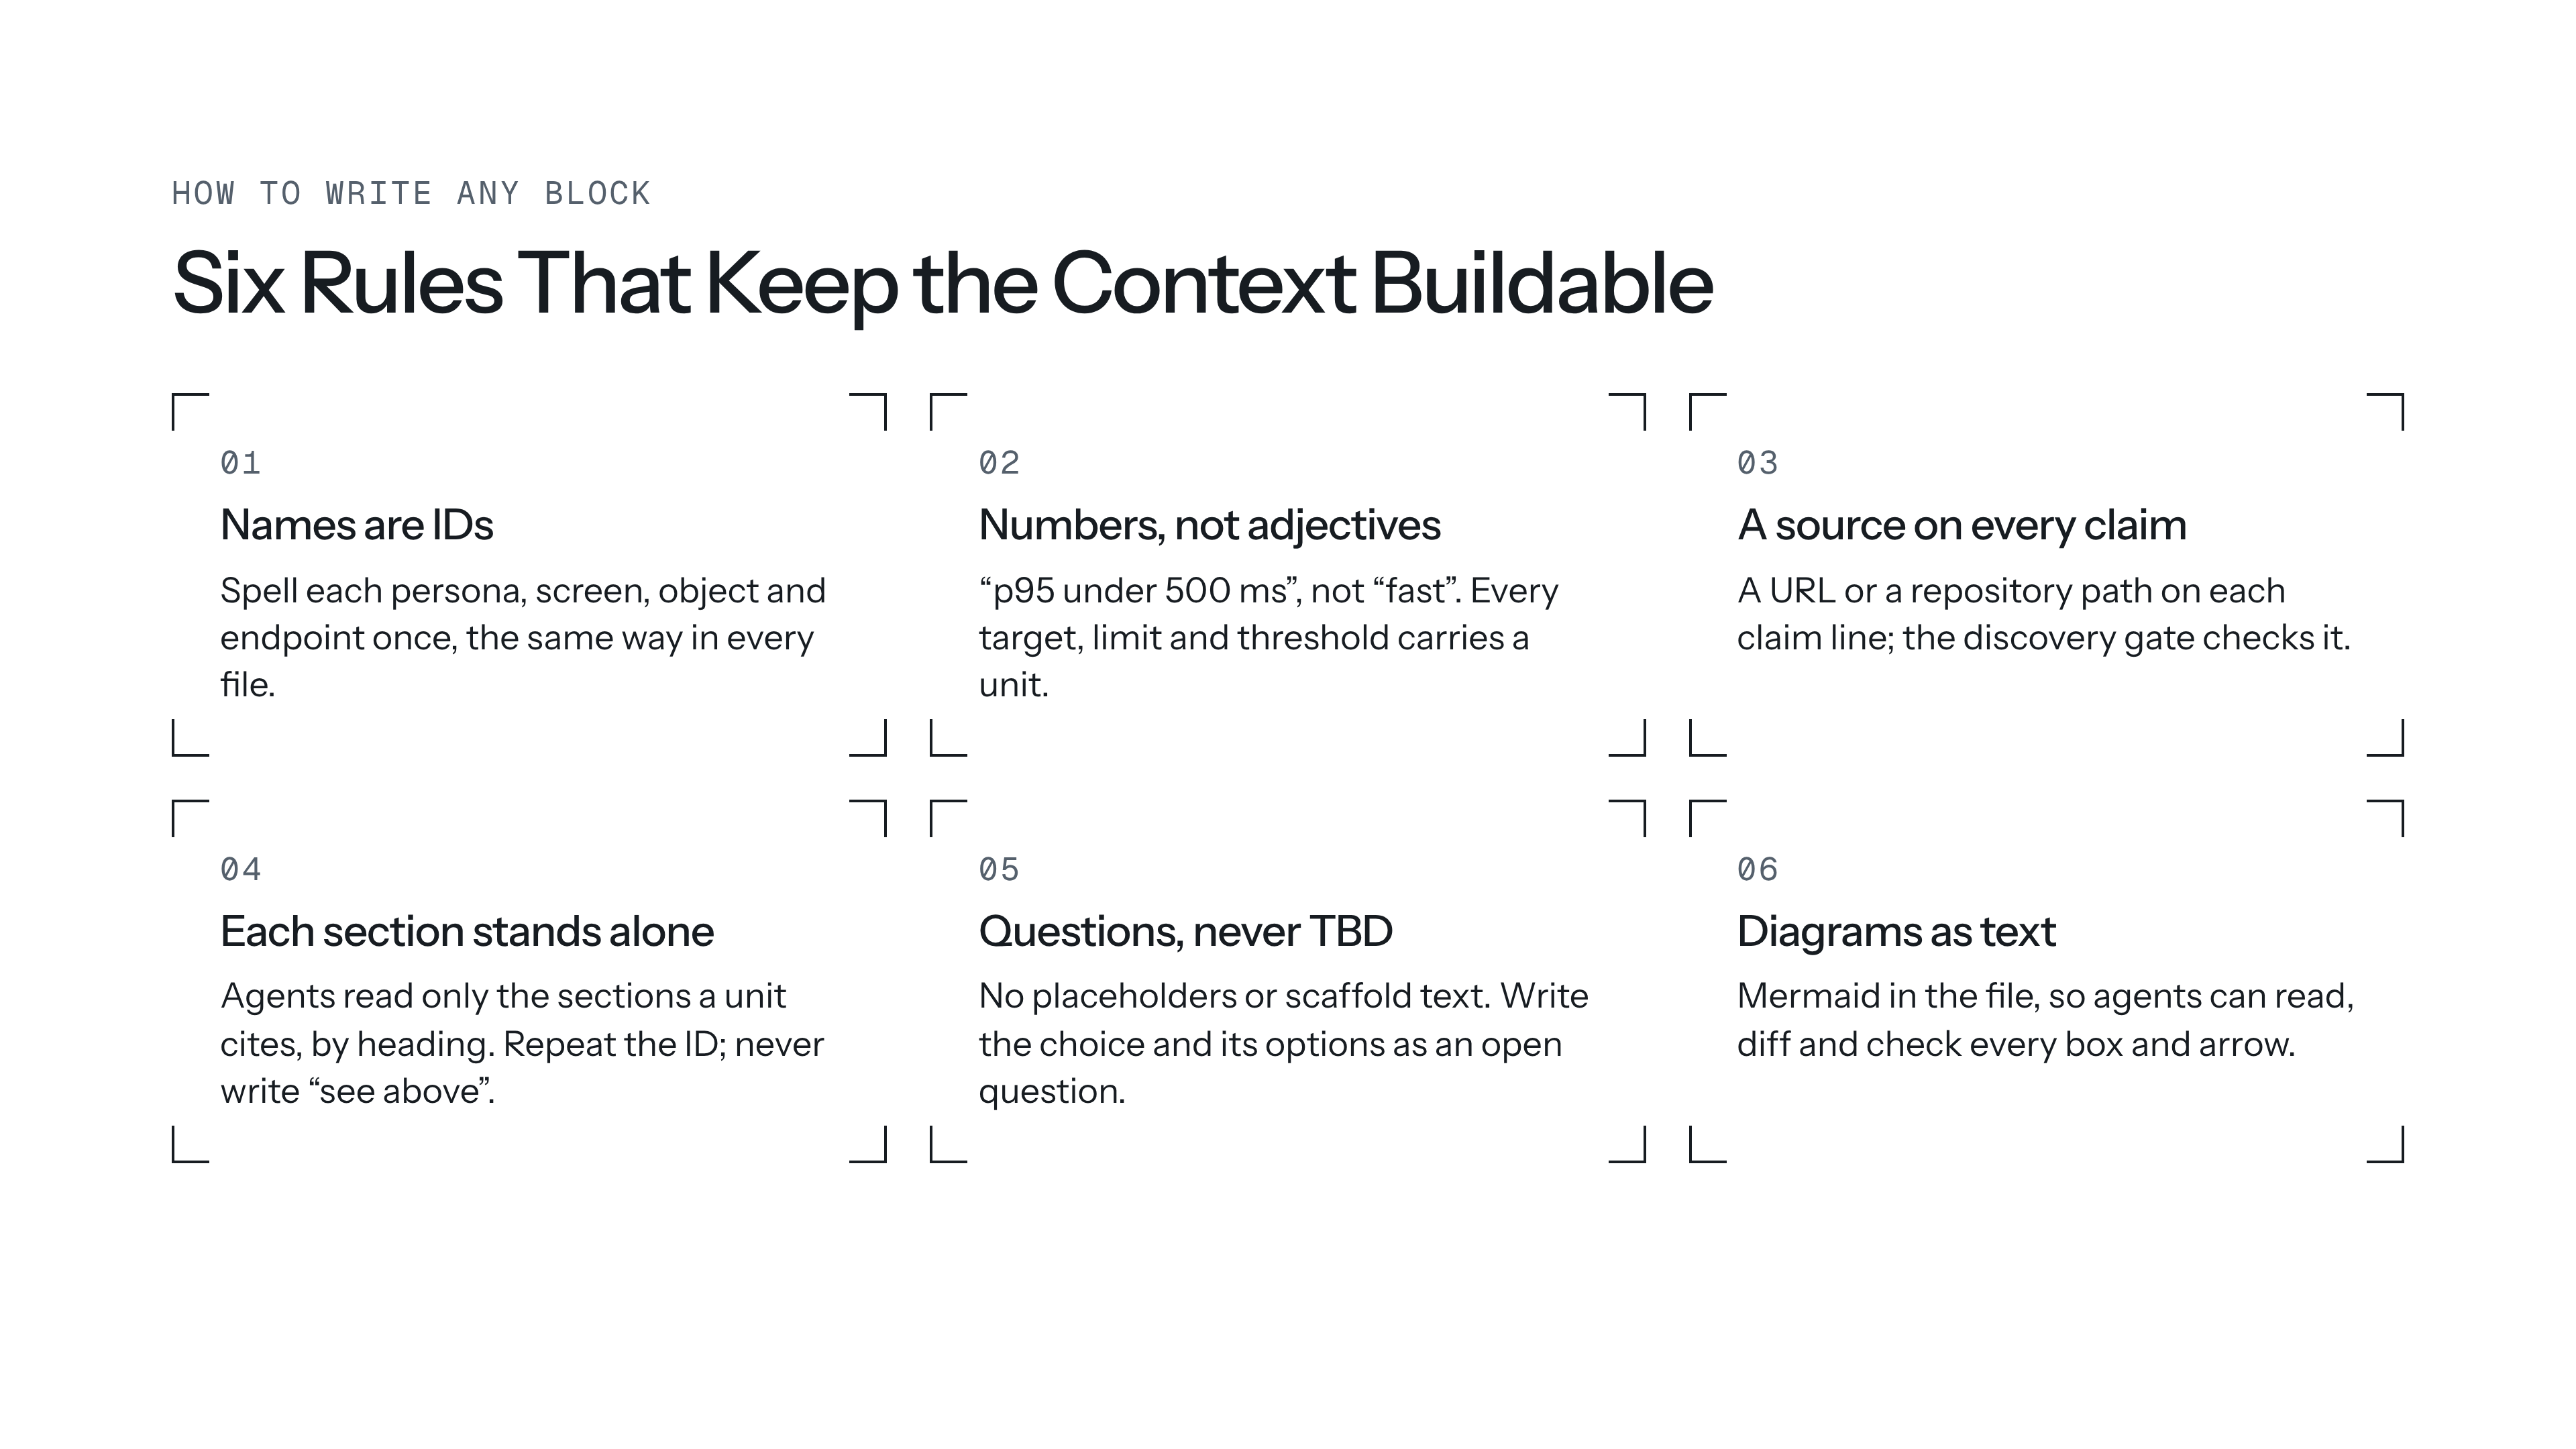 HOW TO WRITE ANY BLOCK
Six Rules That Keep the Context Buildable
01
Names are IDs
Spell each persona, screen, object and
endpoint once, the same way in every
file.
02
Numbers, not adjectives
“p95 under 500 ms”, not “fast”. Every
target, limit and threshold carries a
unit.
03
A source on every claim
A URL or a repository path on each
claim line; the discovery gate checks it.
04
Each section stands alone
Agents read only the sections a unit
cites, by heading. Repeat the ID; never
write “see above”.
05
Questions, never TBD
No placeholders or scaffold text. Write
the choice and its options as an open
question.
06
Diagrams as text
Mermaid in the file, so agents can read,
diff and check every box and arrow.